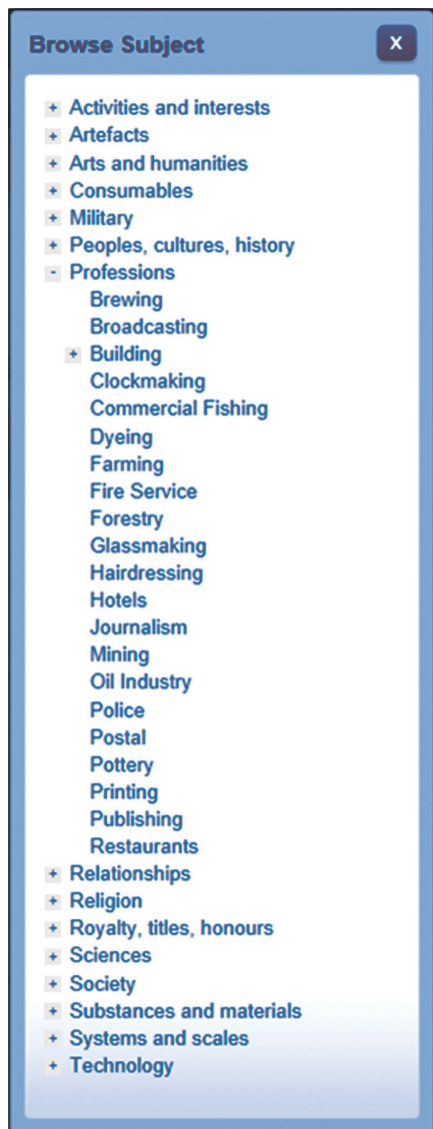 Browse Subject X
+ Activities and interests
+ Artefacts
+ Arts and humanities
+ Consumables
+ Military
+ Peoples, cultures, history
- Professions
Brewing
Broadcasting
+ Building
Clockmaking
Commercial Fishing
Dyeing
Farming
Fire Service
Forestry
Glassmaking
Hairdressing
Hotels
Journalism
Mining
Oil Industry
Police
Postal
Pottery
Printing
Publishing
Restaurants
+ Relationships
+ Religion
+ Royalty, titles, honours
+ Sciences
+ Society
+ Substances and materials
+ Systems and scales
+ Technology